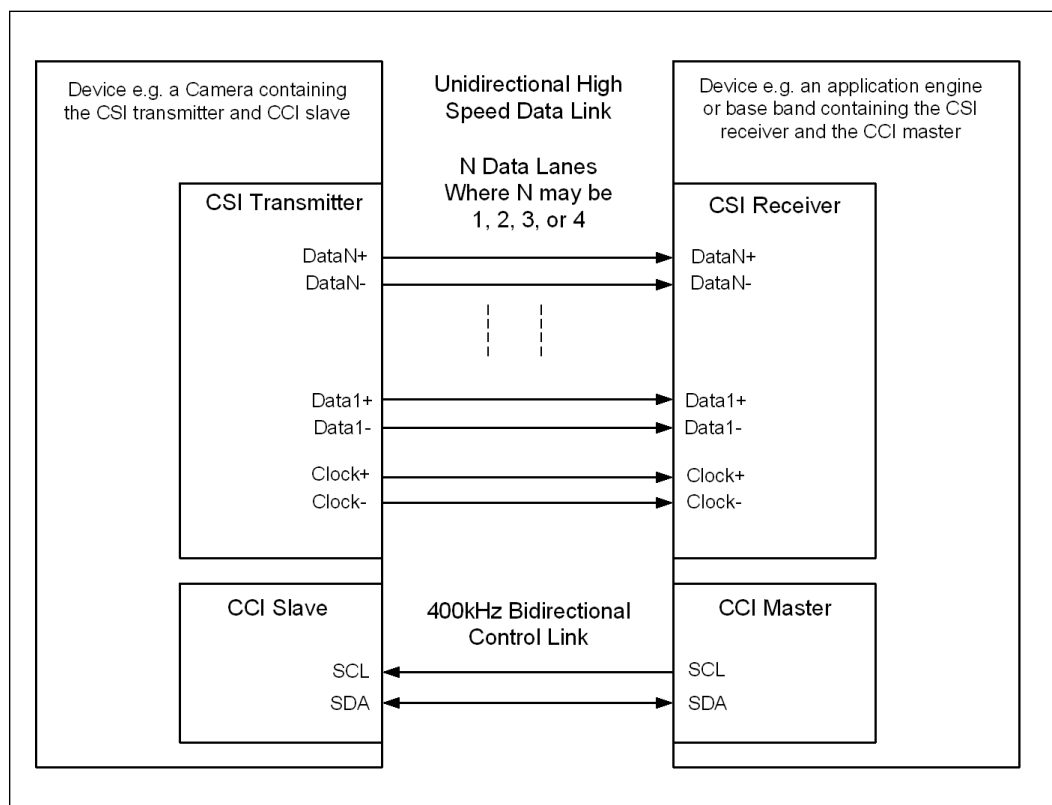 Device e.g. a Camera containing
the CSI transmitter and CCI slave
Unidirectional High
Speed Data Link
N Data Lanes
Where N may be
1, 2, 3, or 4
Device e.g. an application engine
or base band containing the CSI
receiver and the CCI master
CSI Transmitter
CSI Receiver
DataN+
DataN+
DataN-
DataN-
Data1+
Data1+
Data1-
Data1-
Clock+
Clock+
Clock-
Clock-
CCI Slave
400kHz Bidirectional
Control Link
CCI Master
SCL
SCL
SDA
SDA